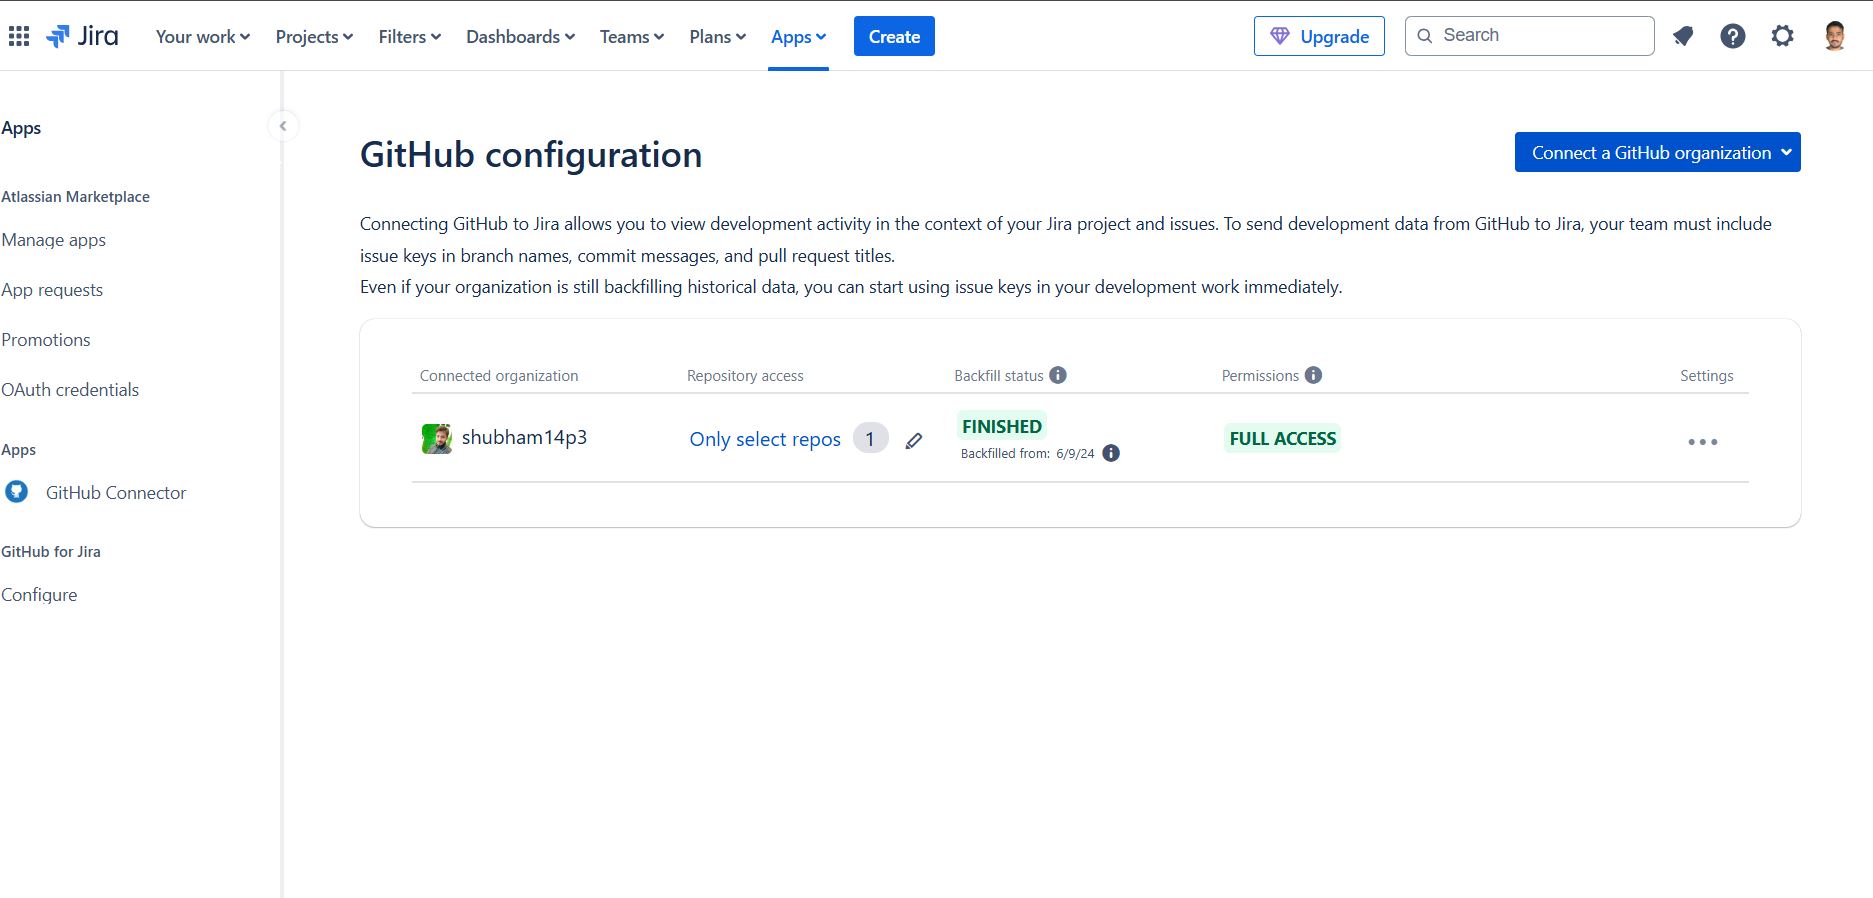 Jira
Your work
Projects
Filters
Dashboards
Teams
Plans
Apps
Create
Upgrade
Search
Apps
Atlassian Marketplace
Manage apps
App requests
Promotions
OAuth credentials
Apps
GitHub Connector
GitHub for Jira
Configure
GitHub configuration
Connect a GitHub organization
Connecting GitHub to Jira allows you to view development activity in the context of your Jira project and issues. To send development data from GitHub to Jira, your team must include
issue keys in branch names, commit messages, and pull request titles.
Even if your organization is still backfilling historical data, you can start using issue keys in your development work immediately.
Connected organization
Repository access
Backfill status
Permissions
Settings
shubham14p3
Only select repos 1
FINISHED
Backfilled from: 6/9/24
FULL ACCESS